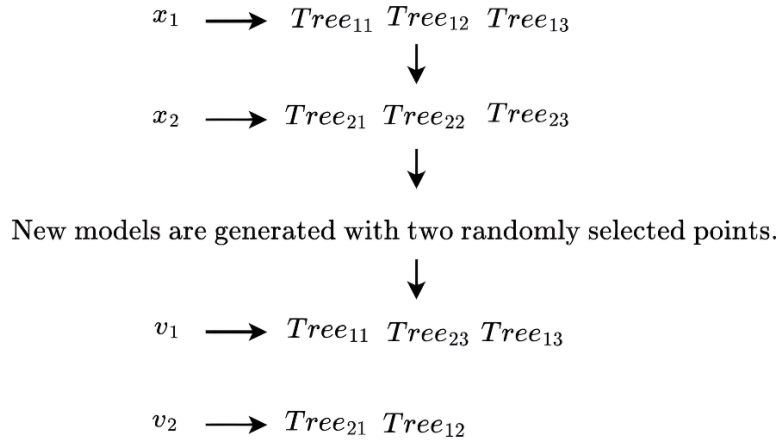 x₁ → Tree₁₁ Tree₁₂ Tree₁₃
x₂ → Tree₂₁ Tree₂₂ Tree₂₃
New models are generated with two randomly selected points.
v₁ → Tree₁₁ Tree₂₃ Tree₁₃
v₂ → Tree₂₁ Tree₁₂